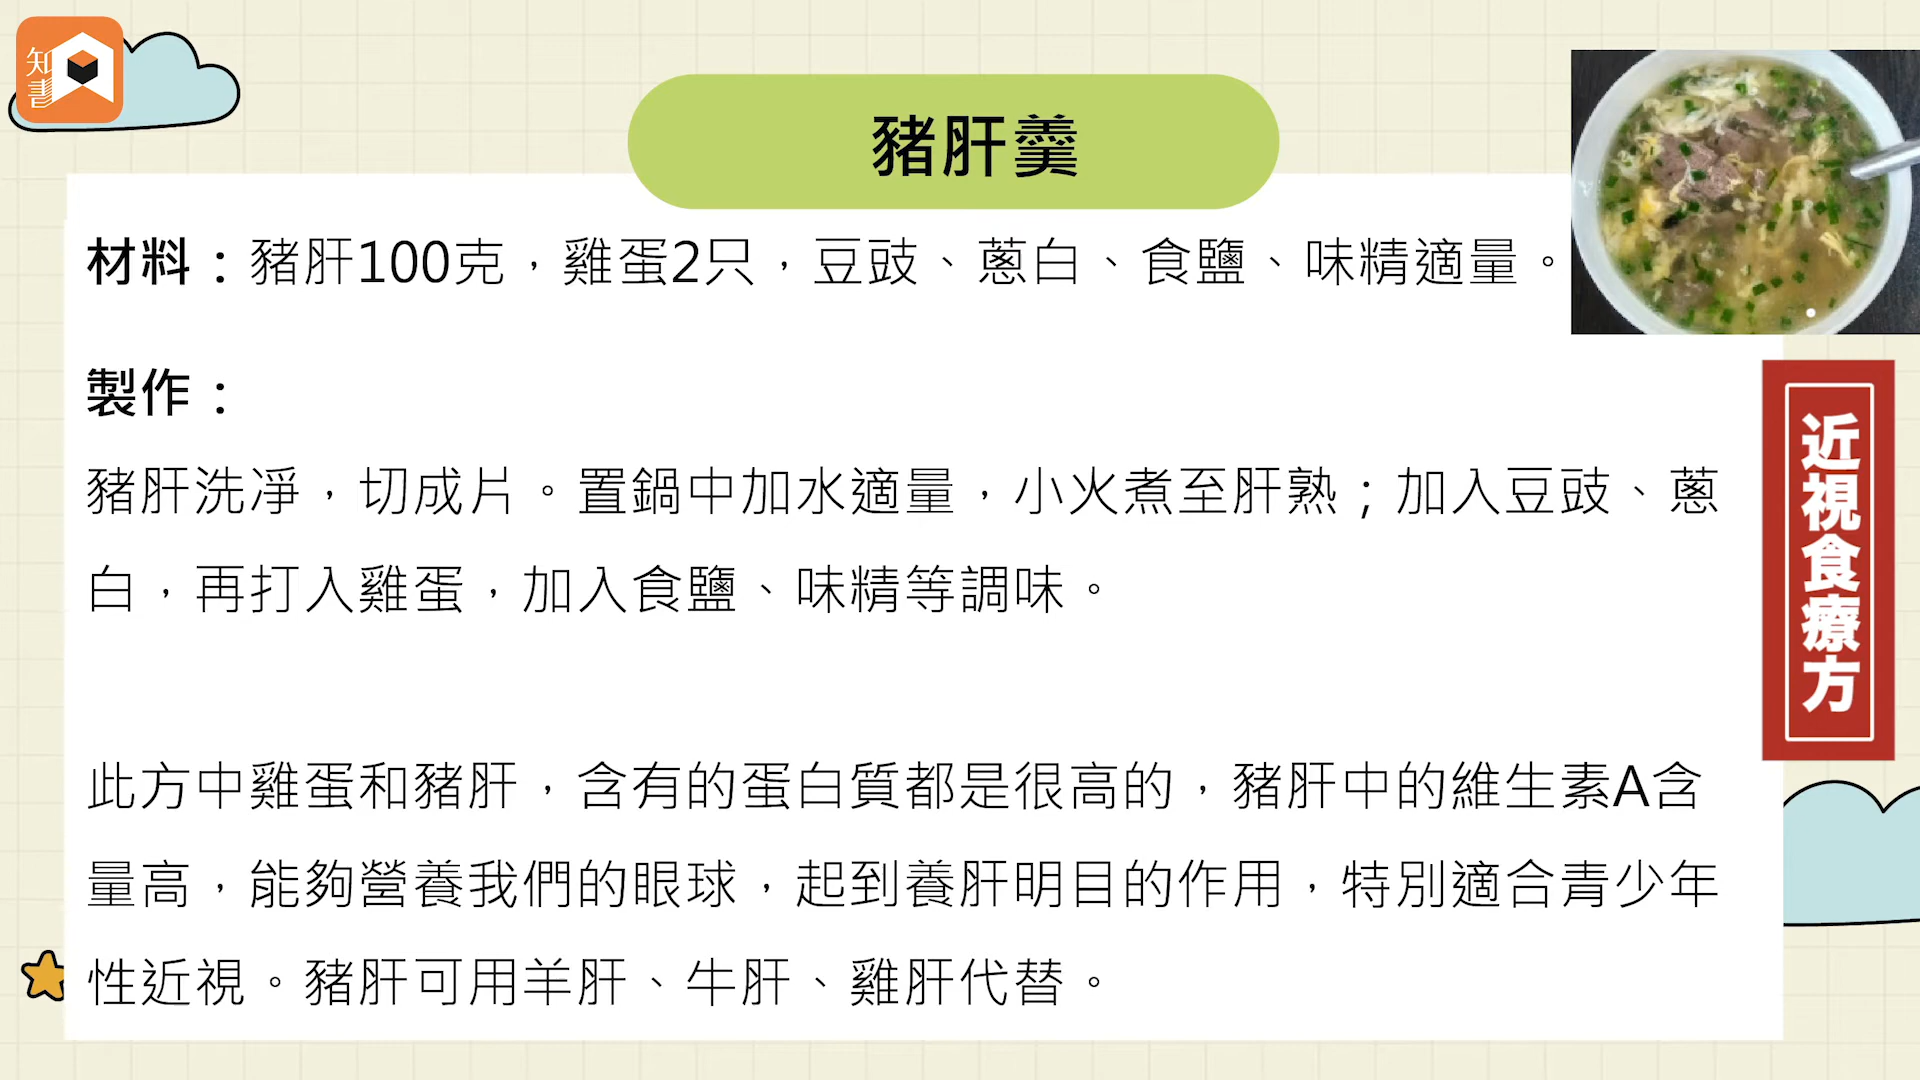 知書
豬肝羹
材料：豬肝100克，雞蛋2只，豆豉、蔥白、食鹽、味精適量。
製作：
豬肝洗淨，切成片。置鍋中加水適量，小火煮至肝熟；加入豆豉、蔥
白，再打入雞蛋，加入食鹽、味精等調味。
此方中雞蛋和豬肝，含有的蛋白質都是很高的，豬肝中的維生素A含
量高，能夠營養我們的眼球，起到養肝明目的作用，特別適合青少年
性近視。豬肝可用羊肝、牛肝、雞肝代替。
近視食療方